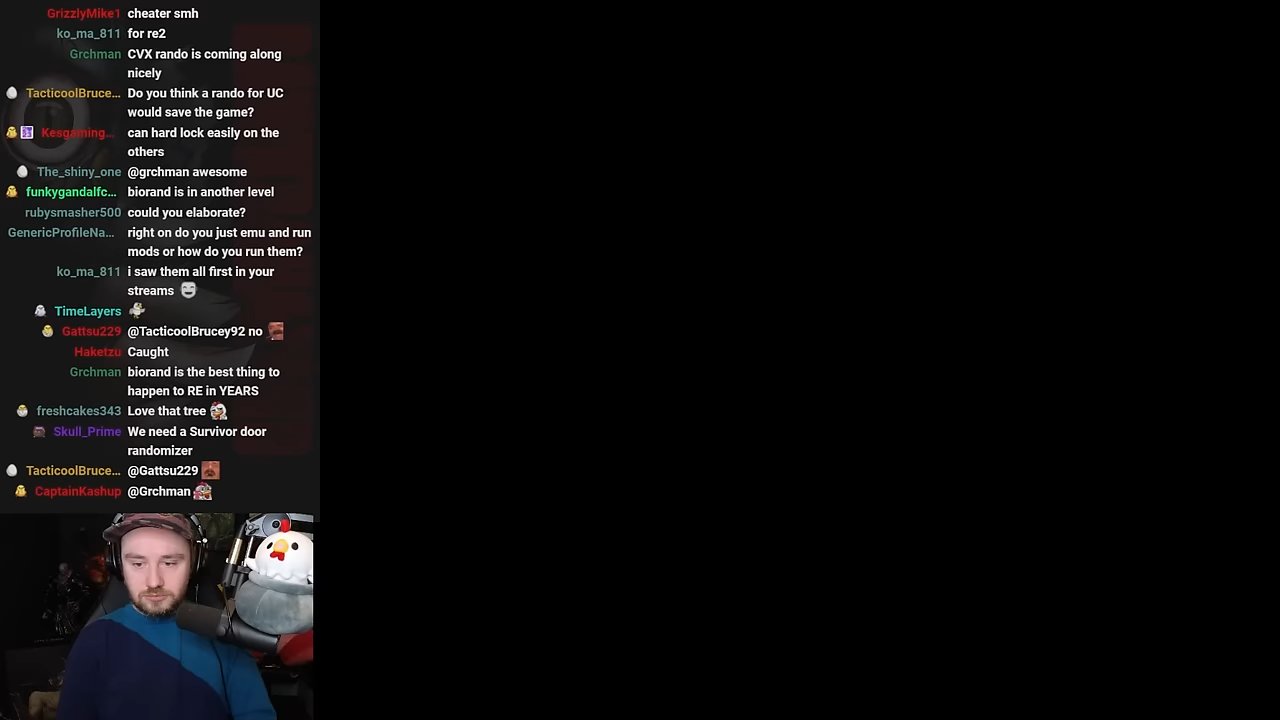 GrizzlyMike1 cheater smh
ko_ma_811 for re2
Grchman CVX rando is coming along
nicely
TacticoolBruce... Do you think a rando for UC
would save the game?
Kesgaming... can hard lock easily on the
others
The_shiny_one @grchman awesome
funkygandalfc... biorand is in another level
rubysmasher500 could you elaborate?
GenericProfileNa... right on do you just emu and run
mods or how do you run them?
ko_ma_811 i saw them all first in your
streams
TimeLayers
Gattsu229 @TacticoolBrucey92 no
Haketzu Caught
Grchman biorand is the best thing to
happen to RE in YEARS
freshcakes343 Love that tree
Skull_Prime We need a Survivor door
randomizer
TacticoolBruce... @Gattsu229
CaptainKashup @Grchman